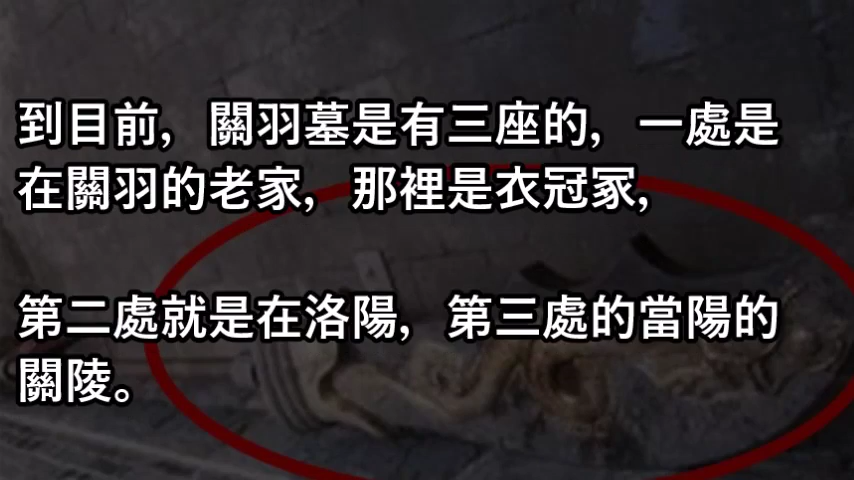 到目前，關羽墓是有三座的，一處是
在關羽的老家，那裡是衣冠冢，
第二處就是在洛陽，第三處的當陽的
關陵。